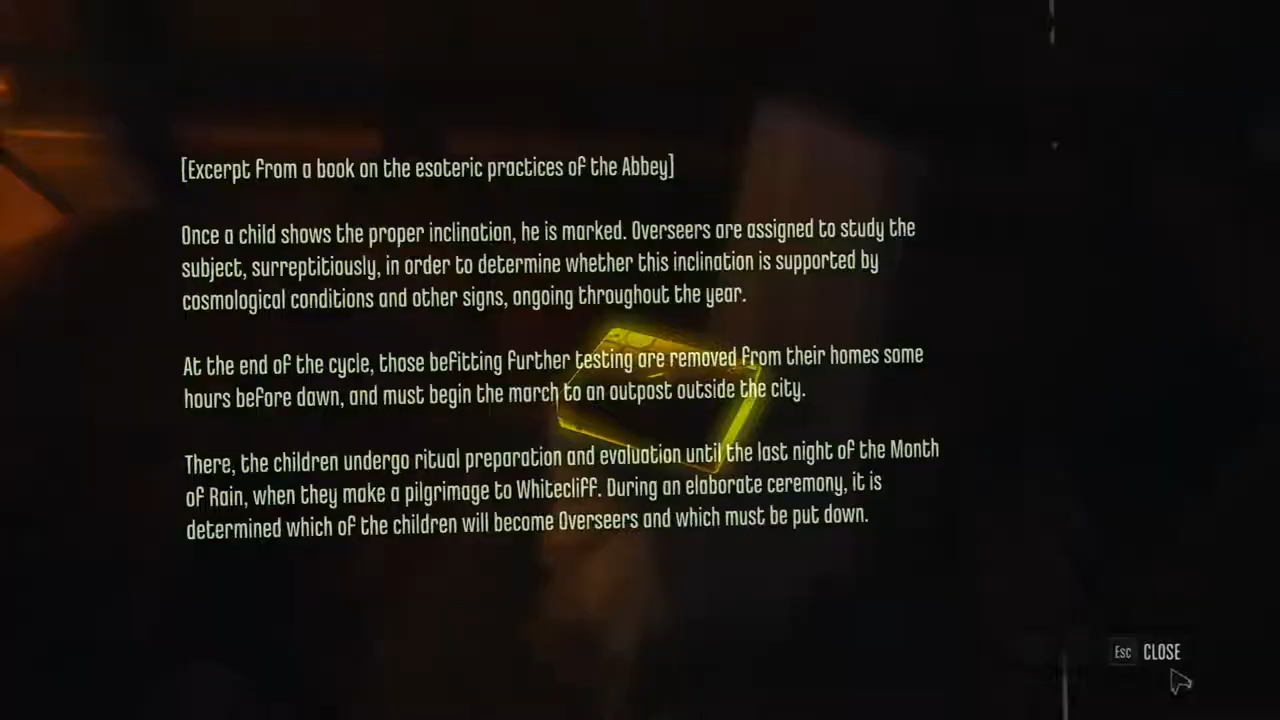 [Excerpt from a book on the esoteric practices of the Abbey]
Once a child shows the proper inclination, he is marked. Overseers are assigned to study the
subject, surreptitiously, in order to determine whether this inclination is supported by
cosmological conditions and other signs, ongoing throughout the year.
At the end of the cycle, those befitting further testing are removed from their homes some
hours before dawn, and must begin the march to an outpost outside the city.
There, the children undergo ritual preparation and evaluation until the last night of the Month
of Rain, when they make a pilgrimage to Whitecliff. During an elaborate ceremony, it is
determined which of the children will become Overseers and which must be put down.
Esc CLOSE